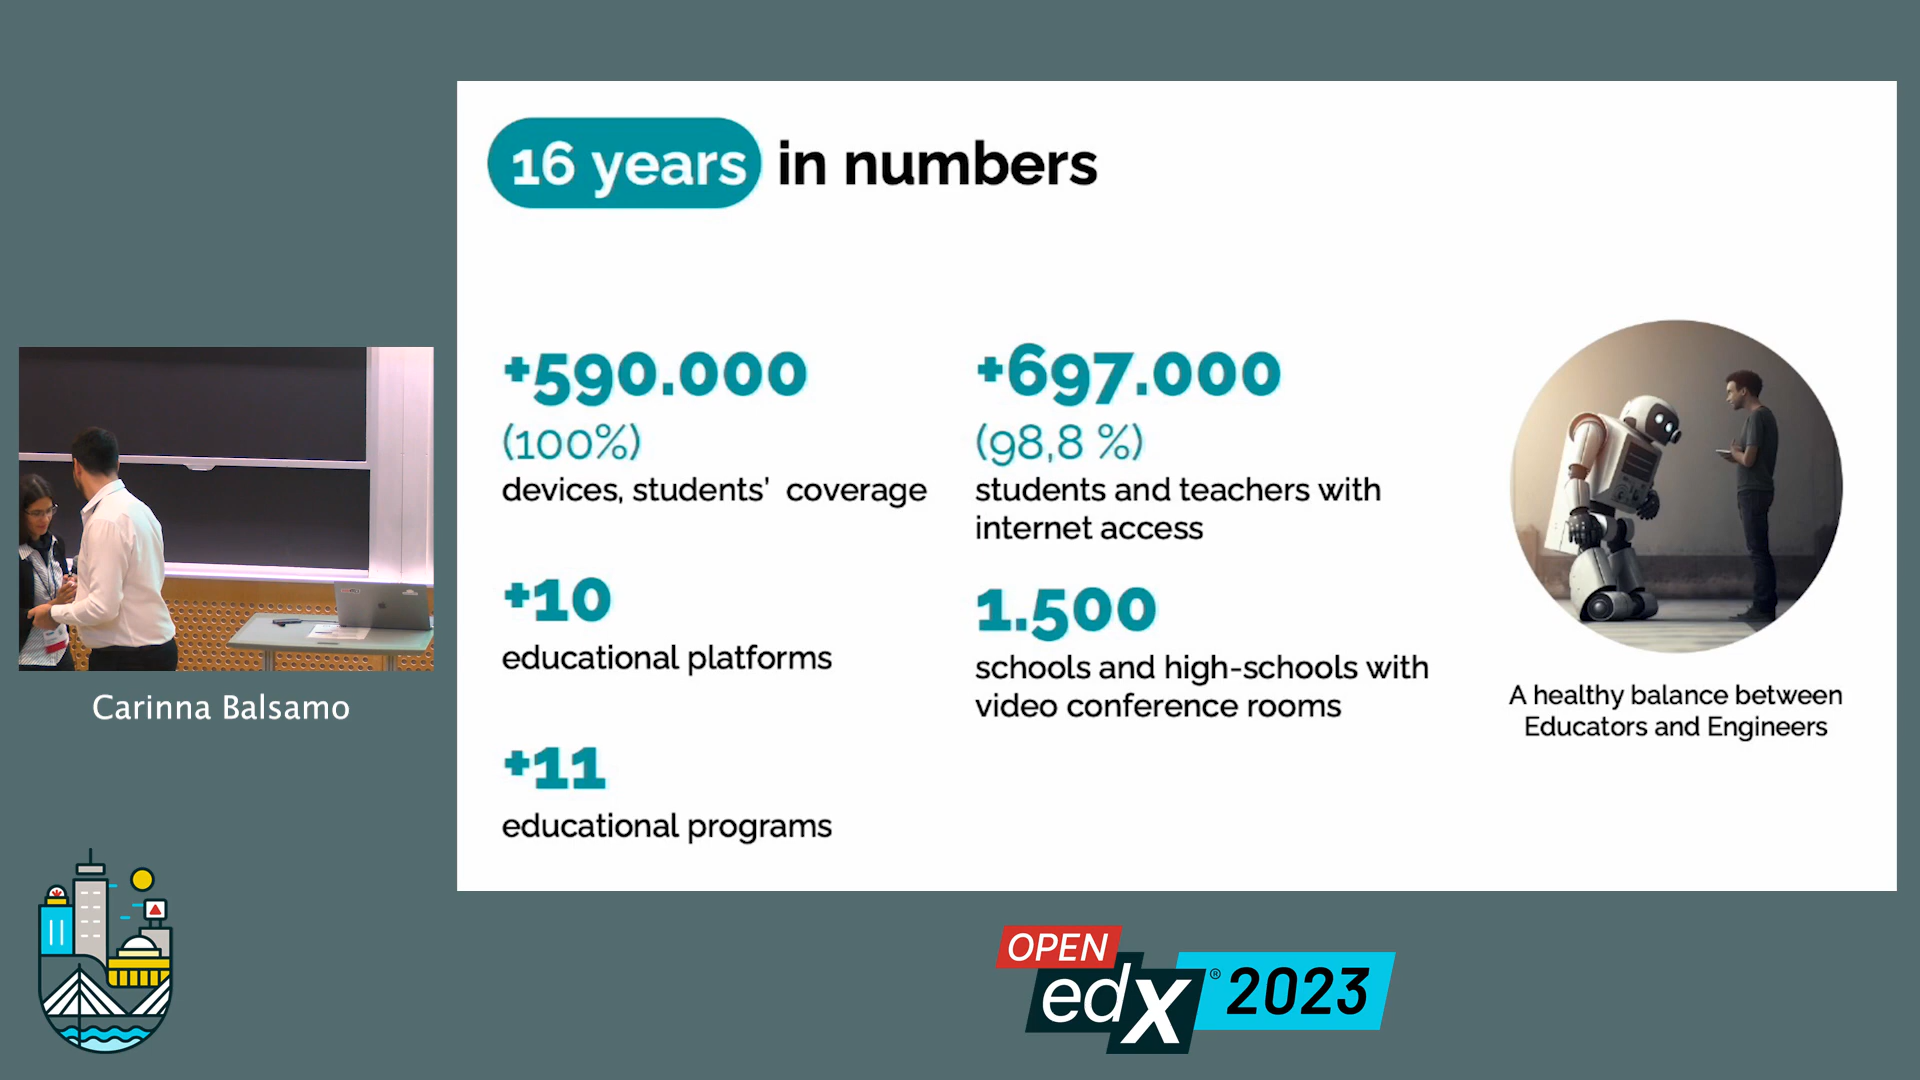 16 years in numbers
+590.000
(100%)
devices, students' coverage
+697.000
(98,8 %)
students and teachers with
internet access
+10
educational platforms
1.500
schools and high-schools with
video conference rooms
+11
educational programs
A healthy balance between
Educators and Engineers
Carinna Balsamo
OPEN
edX® 2023